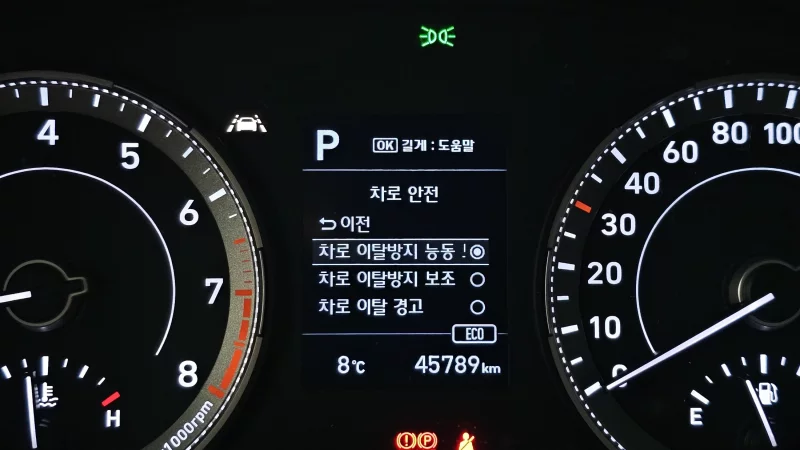 P
OK 길게 : 도움말
차로 안전
이전
차로 이탈방지 능동 !
차로 이탈방지 보조
차로 이탈 경고
ECO
8℃ 45789km
4
5
6
7
8
x1000rpm
H
100
80
60
40
30
20
10
0
E
(!) (P)